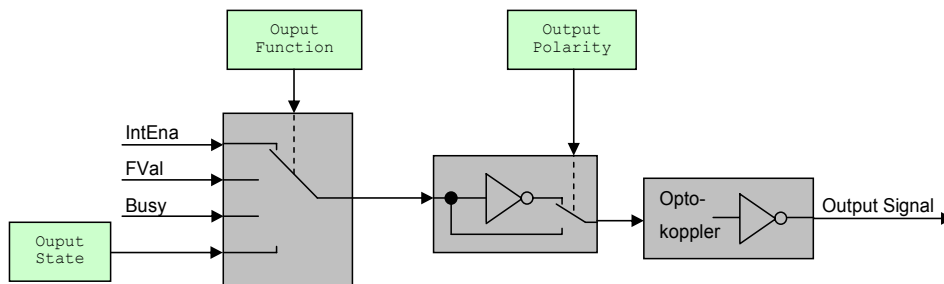 Ouput
Function
Output
Polarity
IntEna
FVal
Busy
Ouput
State
Opto-
koppler
Output Signal